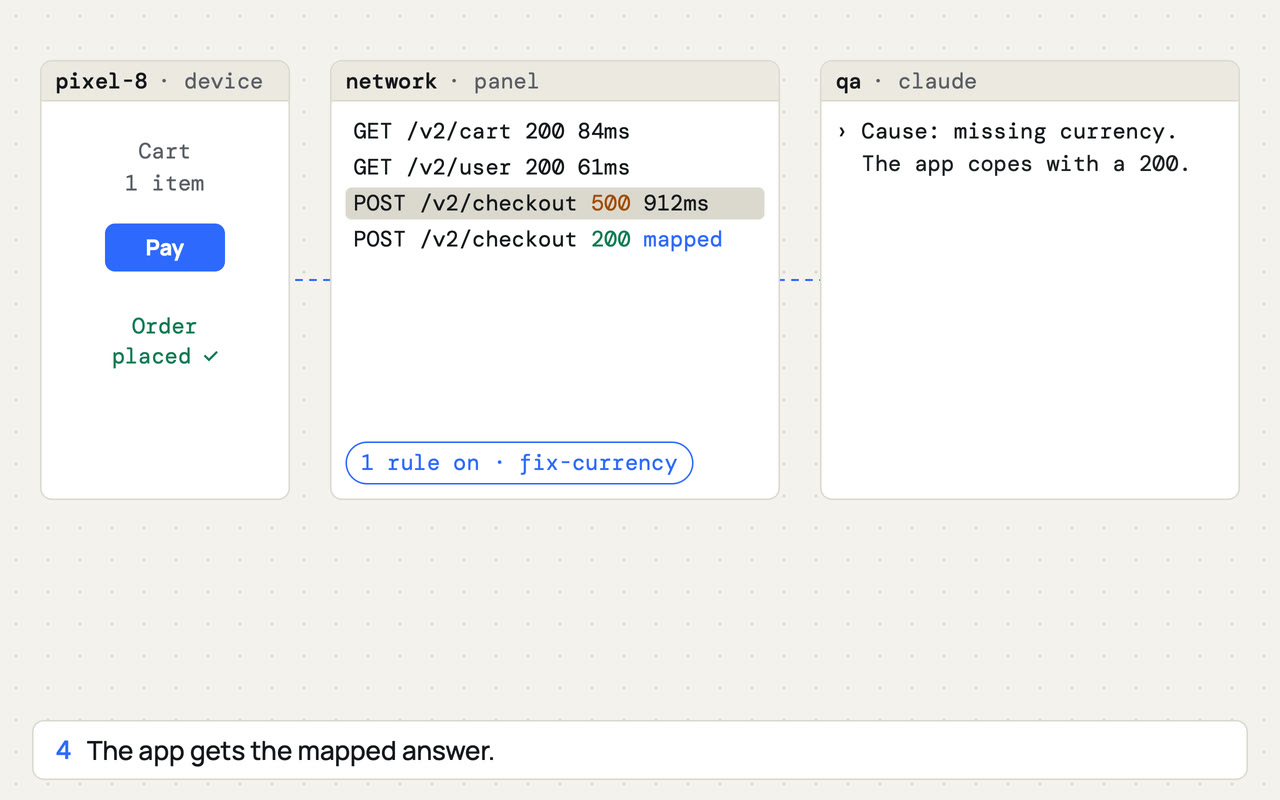 pixel-8 · device
Cart
1 item
Pay
Order
placed ✓
network · panel
GET /v2/cart 200 84ms
GET /v2/user 200 61ms
POST /v2/checkout 500 912ms
POST /v2/checkout 200 mapped
1 rule on · fix-currency
qa · claude
› Cause: missing currency.
The app copes with a 200.
4 The app gets the mapped answer.